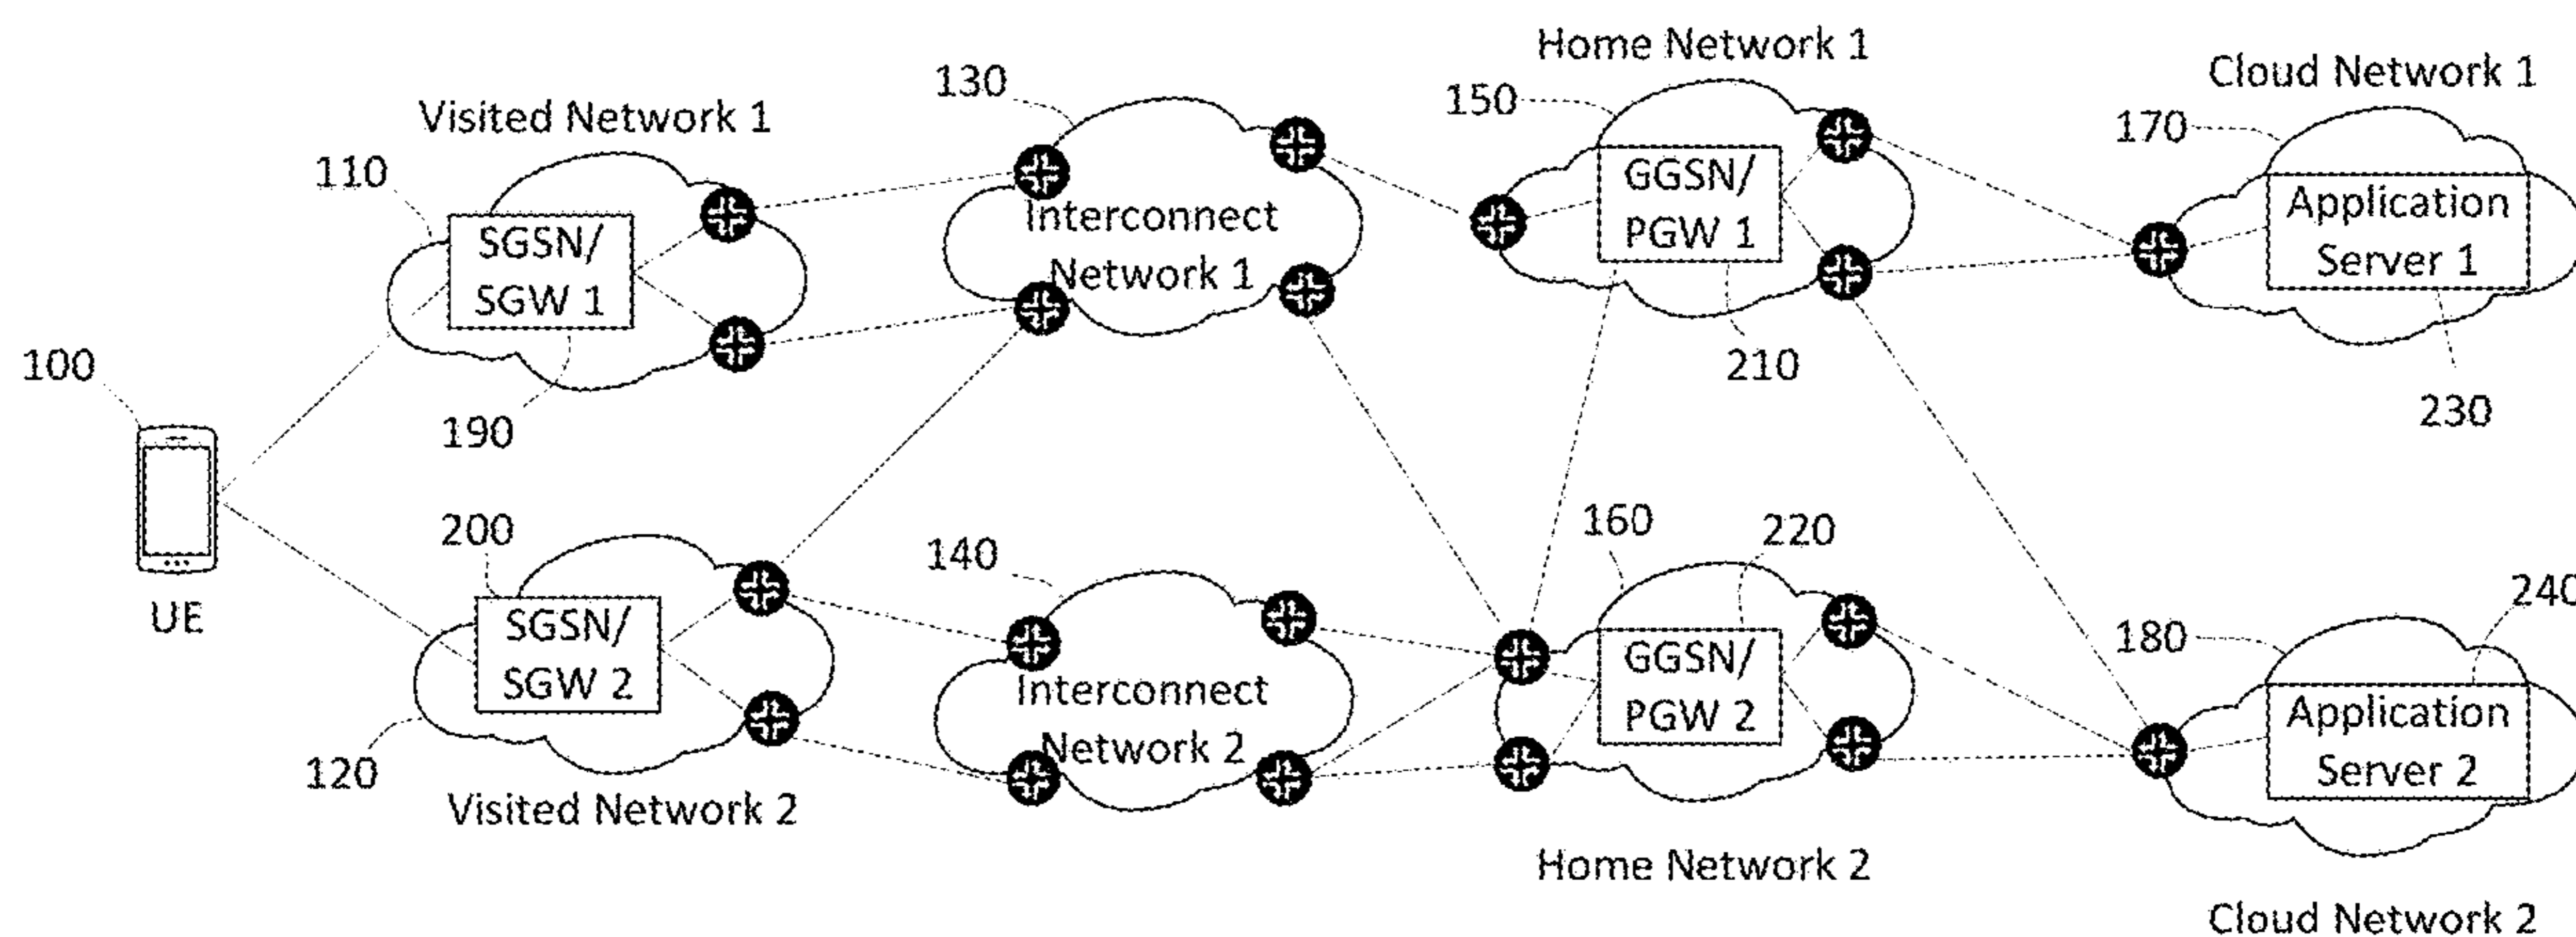 Home Network 1
Cloud Network 1
130
150
170
Visited Network 1
110
GGSN/
PGW 1
Application
Server 1
Interconnect
Network 1
SGSN/
SGW 1
100
190
210
230
UE
200
140
160
220
240
180
SGSN/
SGW 2
GGSN/
PGW 2
Interconnect
Network 2
Application
Server 2
120
Visited Network 2
Home Network 2
Cloud Network 2